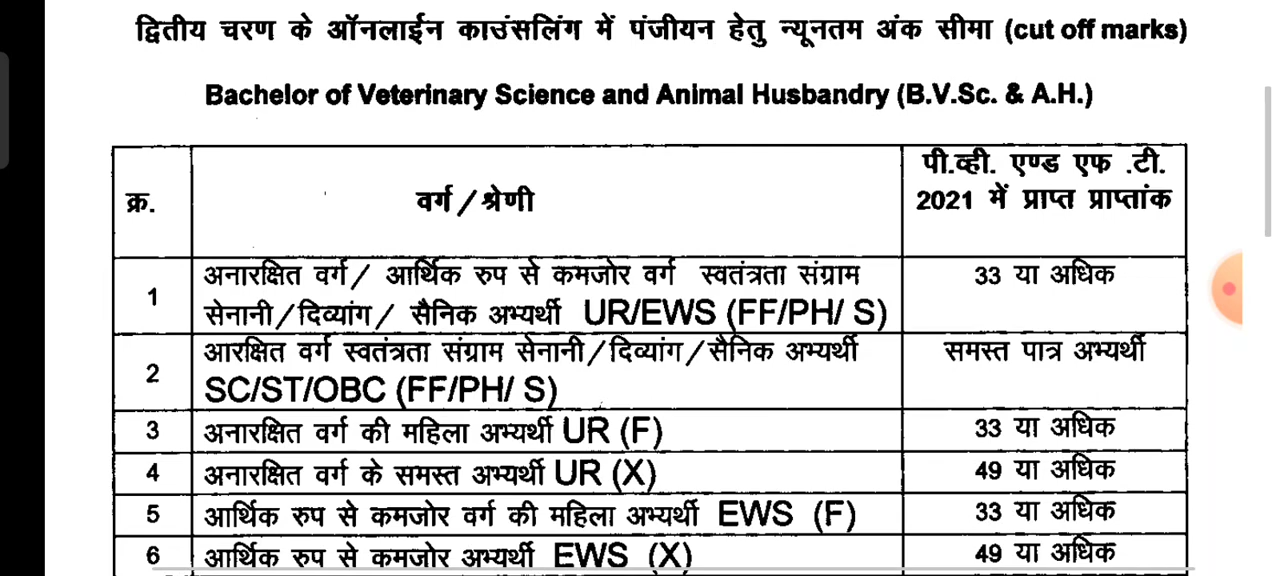 द्वितीय चरण के ऑनलाईन काउंसलिंग में पंजीयन हेतु न्यूनतम अंक सीमा (cut off marks)
Bachelor of Veterinary Science and Animal Husbandry (B.V.Sc. & A.H.)
क्र.
वर्ग / श्रेणी
पी.व्ही. एण्ड एफ .टी.
2021 में प्राप्त प्राप्तांक
1
अनारक्षित वर्ग/ आर्थिक रुप से कमजोर वर्ग स्वतंत्रता संग्राम
सेनानी/दिव्यांग/ सैनिक अभ्यर्थी UR/EWS (FF/PH/ S)
33 या अधिक
2
आरक्षित वर्ग स्वतंत्रता संग्राम सेनानी/दिव्यांग/सैनिक अभ्यर्थी
SC/ST/OBC (FF/PH/ S)
समस्त पात्र अभ्यर्थी
3 अनारक्षित वर्ग की महिला अभ्यर्थी UR (F) 33 या अधिक
4 अनारक्षित वर्ग के समस्त अभ्यर्थी UR (X) 49 या अधिक
5 आर्थिक रुप से कमजोर वर्ग की महिला अभ्यर्थी EWS (F) 33 या अधिक
6 आर्थिक रुप से कमजोर अभ्यर्थी EWS (X) 49 या अधिक